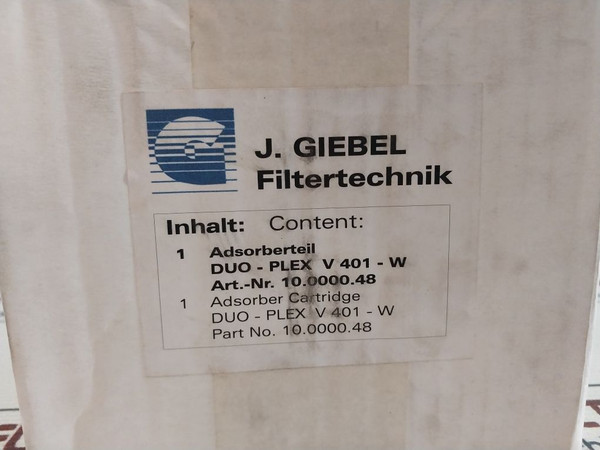 J. GIEBEL
Filtertechnik
Inhalt: Content:
1 Adsorberteil
DUO - PLEX V 401 - W
Art.-Nr. 10.0000.48
1 Adsorber Cartridge
DUO - PLEX V 401 - W
Part No. 10.0000.48